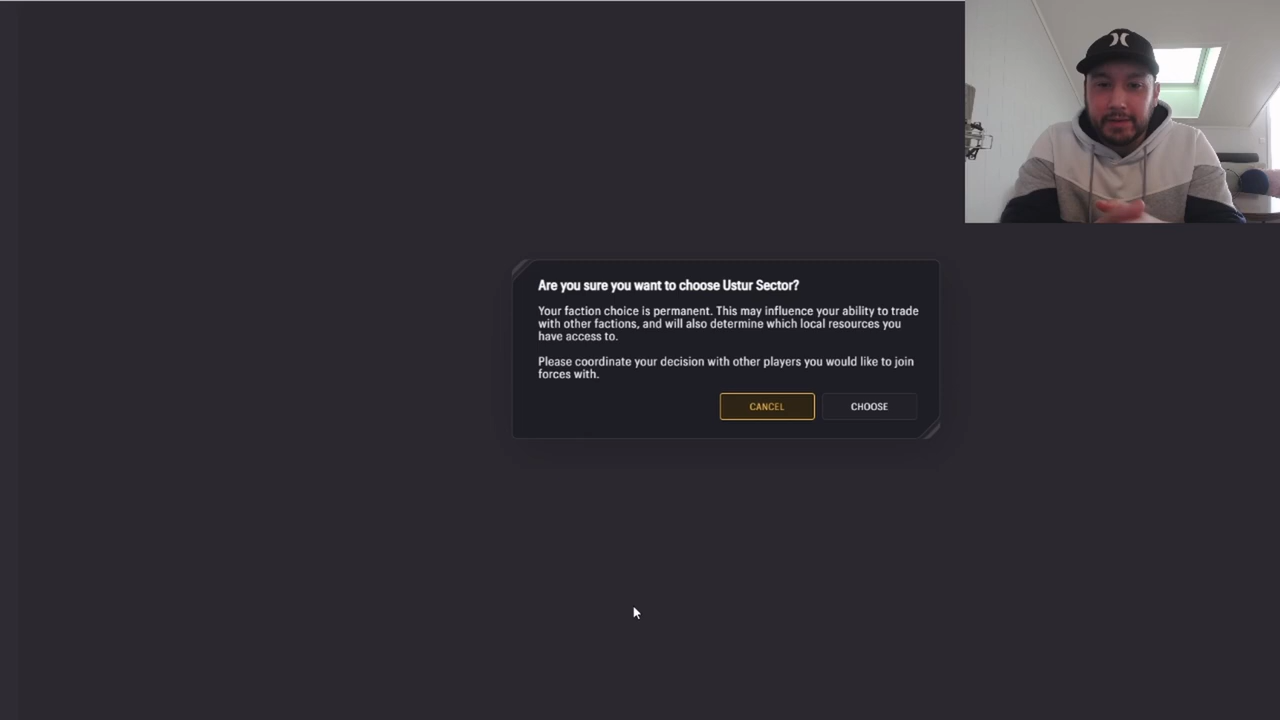 Are you sure you want to choose Ustur Sector?
Your faction choice is permanent. This may influence your ability to trade
with other factions, and will also determine which local resources you
have access to.
Please coordinate your decision with other players you would like to join
forces with.
CANCEL
CHOOSE